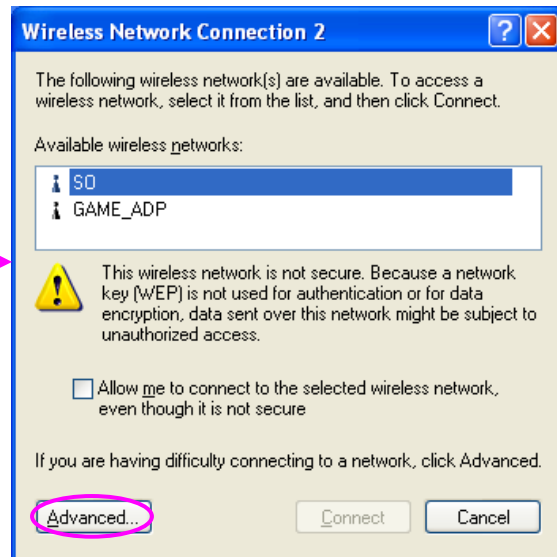 Wireless Network Connection 2
The following wireless network(s) are available. To access a
wireless network, select it from the list, and then click Connect.
Available wireless networks:
SO
GAME_ADP
This wireless network is not secure. Because a network
key (WEP) is not used for authentication or for data
encryption, data sent over this network might be subject to
unauthorized access.
Allow me to connect to the selected wireless network,
even though it is not secure
If you are having difficulty connecting to a network, click Advanced.
Advanced... Connect Cancel